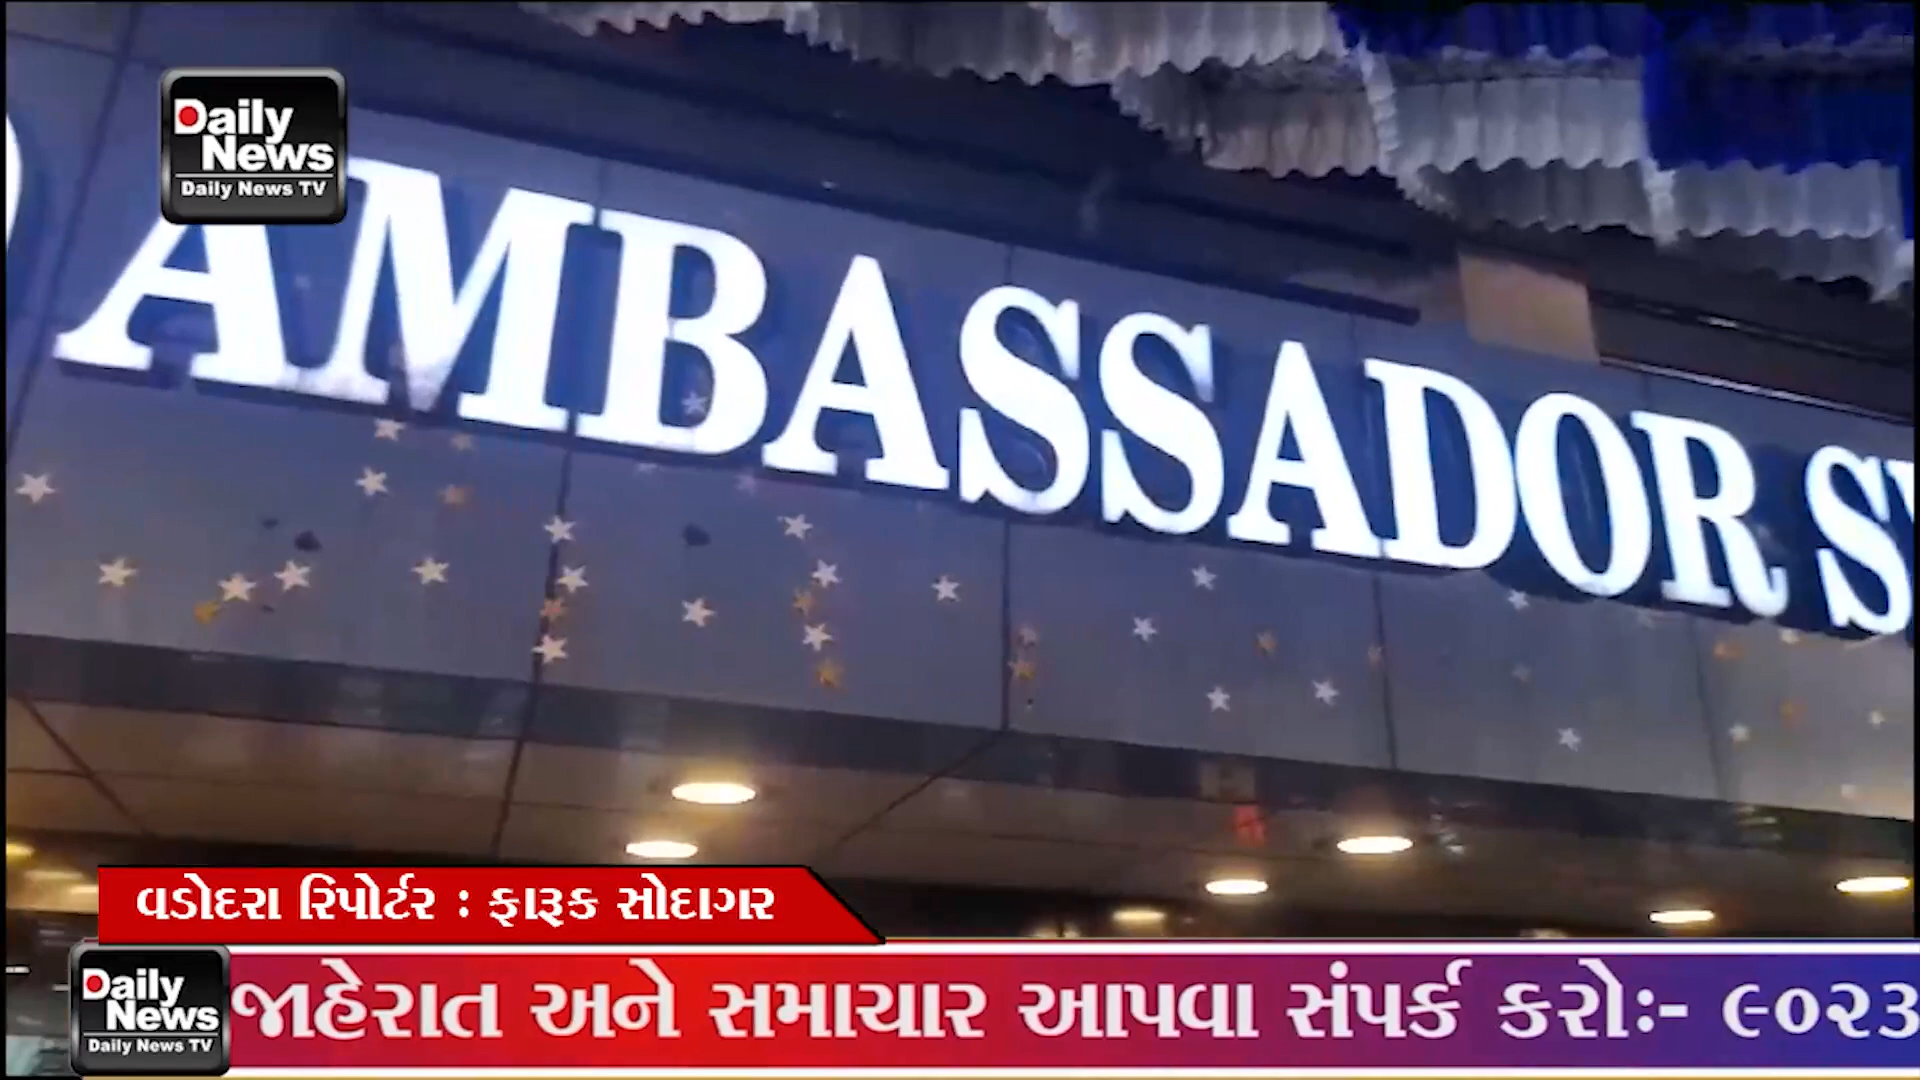 Daily
News
Daily News TV
AMBASSADOR
વડોદરા રિપોર્ટર : ફારૂક સોદાગર
Daily
News
Daily News TV
જાહેરાત અને સમાચાર આપવા સંપર્ક કરોઃ- ૯૦૨૩